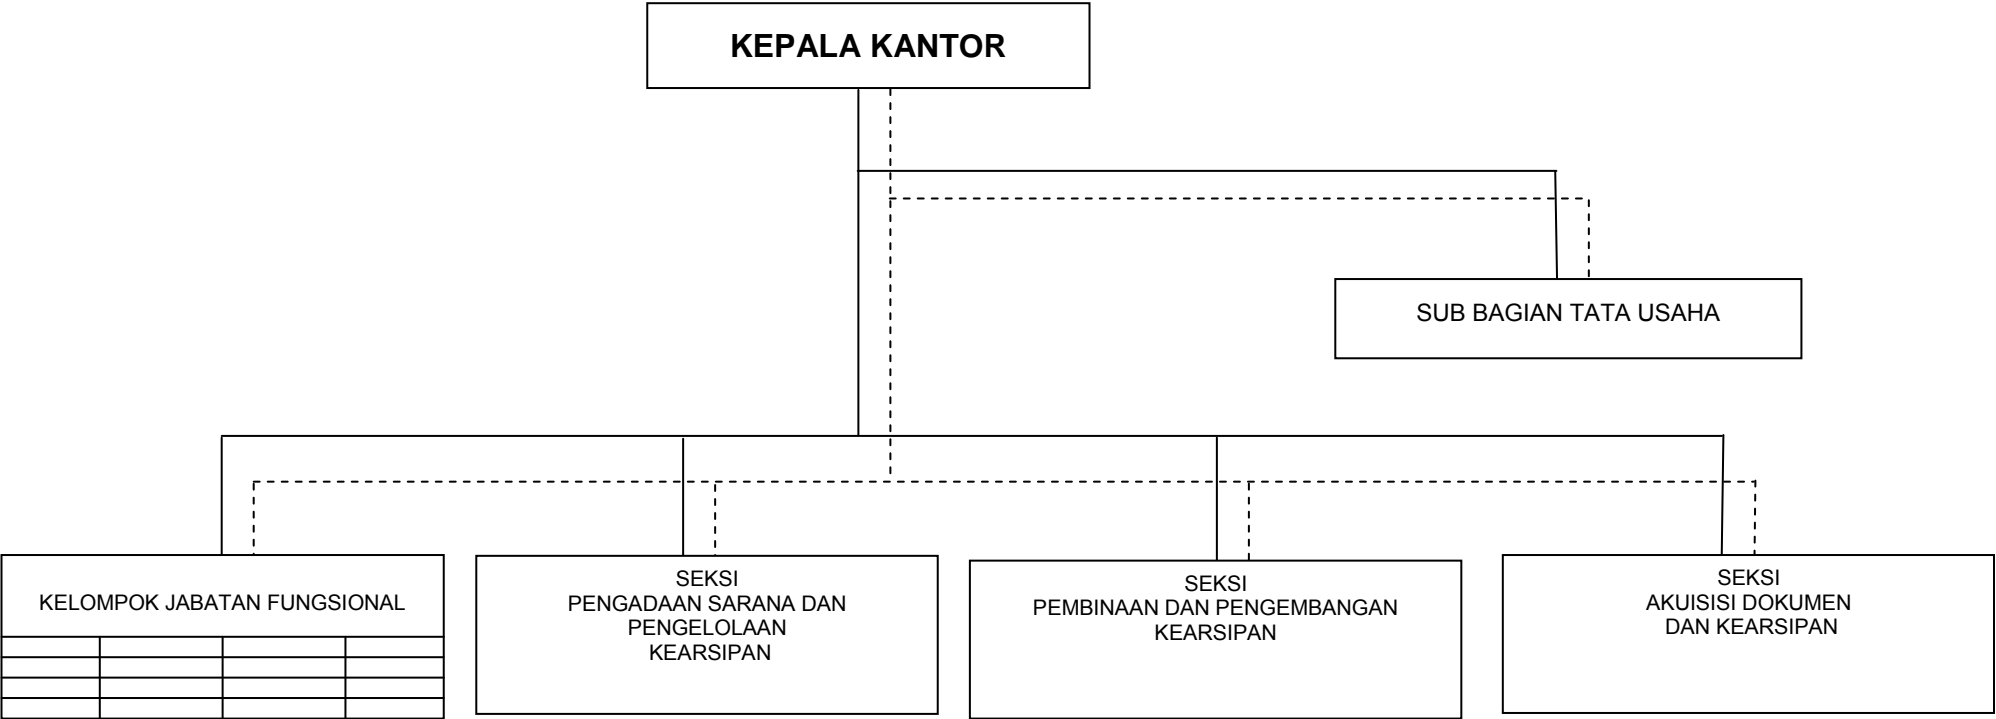 KEPALA KANTOR
SUB BAGIAN TATA USAHA
KELOMPOK JABATAN FUNGSIONAL
SEKSI
PENGADAAN SARANA DAN
PENGELOLAAN
KEARSIPAN
SEKSI
PEMBINAAN DAN PENGEMBANGAN
KEARSIPAN
SEKSI
AKUISISI DOKUMEN
DAN KEARSIPAN